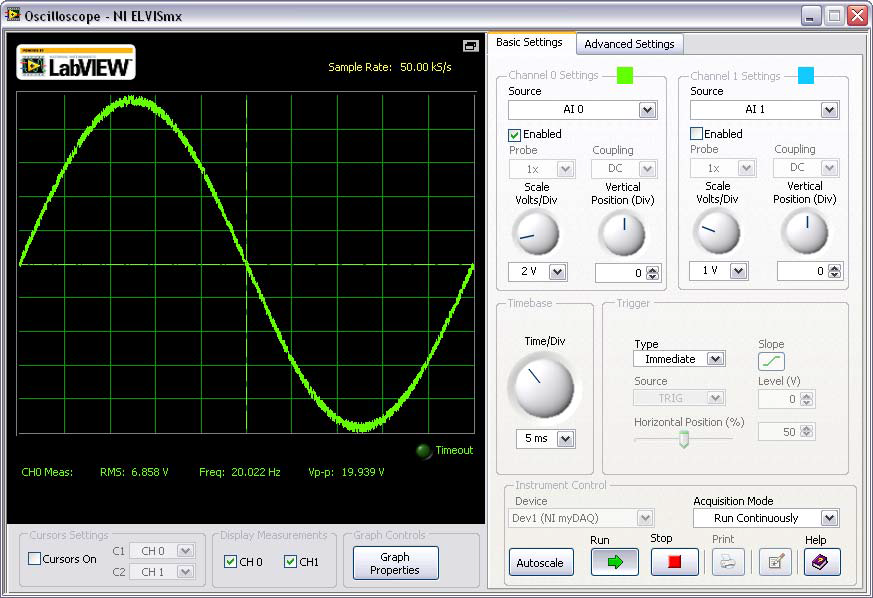 Oscilloscope - NI ELVISmx
LabVIEW
Sample Rate: 50.00 kS/s
Timeout
CH0 Meas: RMS: 6.858 V Freq: 20.022 Hz Vp-p: 19.939 V
Cursors Settings
Cursors On
C1 CH 0
C2 CH 1
Display Measurements
CH 0 CH1
Graph Controls
Graph
Properties
Basic Settings Advanced Settings
Channel 0 Settings
Source
AI 0
Enabled
Probe Coupling
1x DC
Scale
Volts/Div
Vertical
Position (Div)
2 V 0
Channel 1 Settings
Source
AI 1
Enabled
Probe Coupling
1x DC
Scale
Volts/Div
Vertical
Position (Div)
1 V 0
Timebase
Time/Div
5 ms
Trigger
Type
Immediate
Slope
Source
TRIG
Level (V)
0
Horizontal Position (%)
50
Instrument Control
Device
Dev1 (NI myDAQ)
Acquisition Mode
Run Continuously
Autoscale
Run Stop Print Help